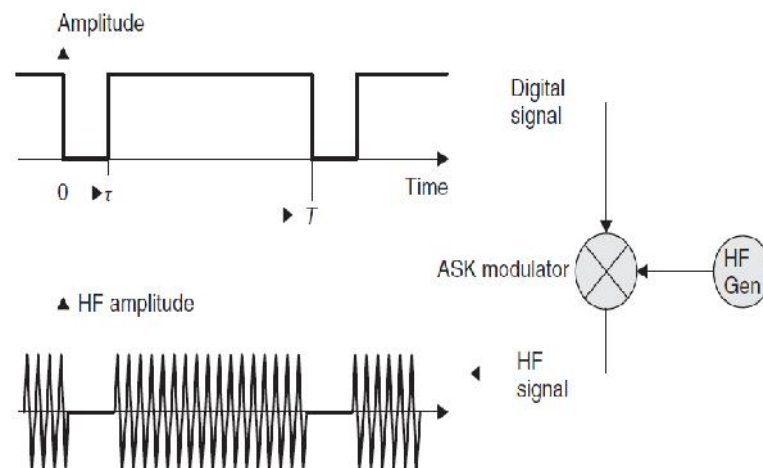 Amplitude
0
τ
T
Time
Digital
signal
ASK modulator
HF
Gen
HF amplitude
HF
signal